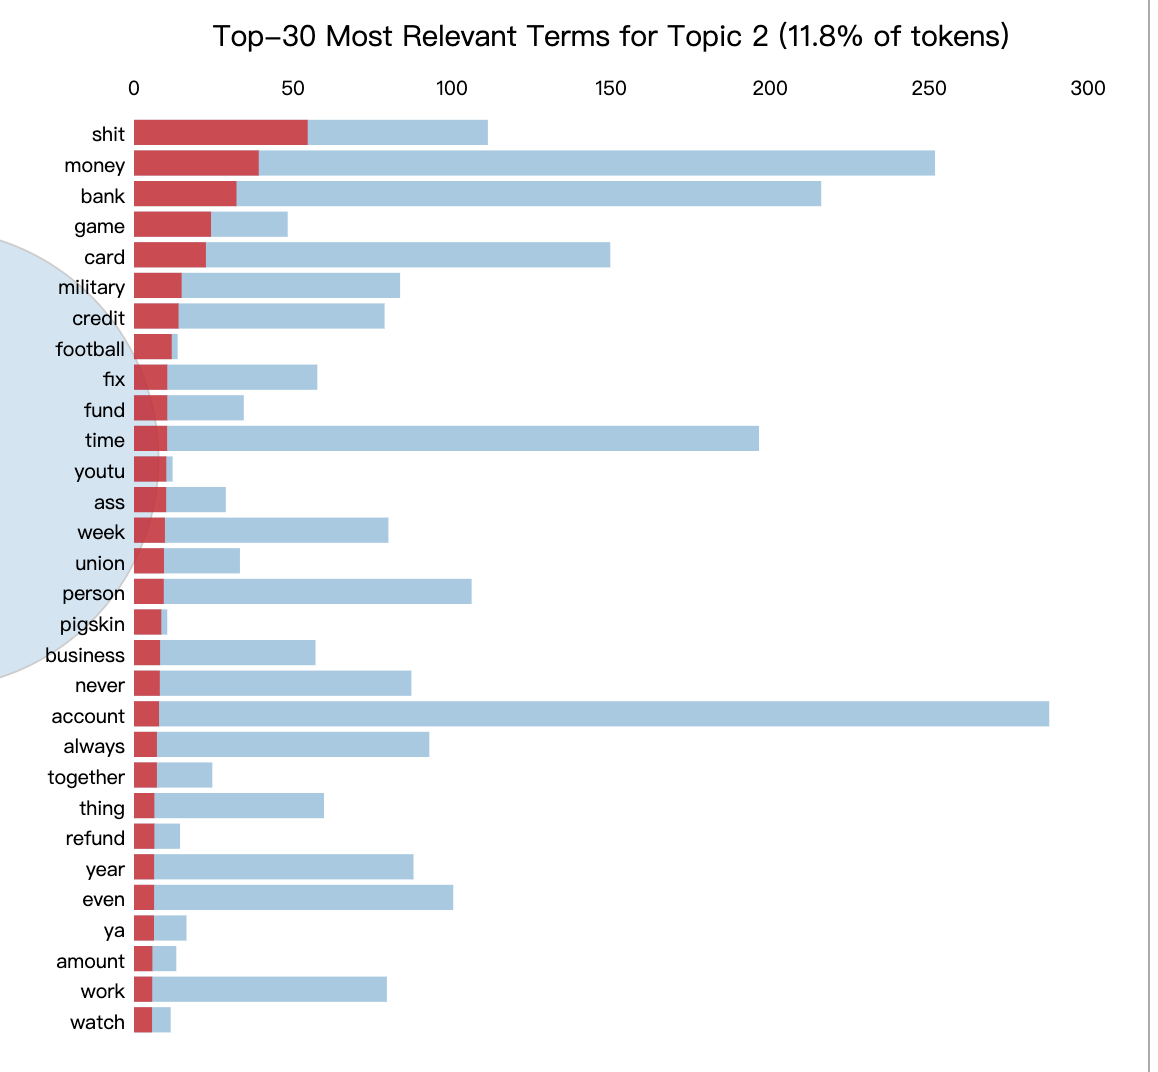 Top-30 Most Relevant Terms for Topic 2 (11.8% of tokens)
0 50 100 150 200 250 300
shit
money
bank
game
card
military
credit
football
fix
fund
time
youtu
ass
week
union
person
pigskin
business
never
account
always
together
thing
refund
year
even
ya
amount
work
watch